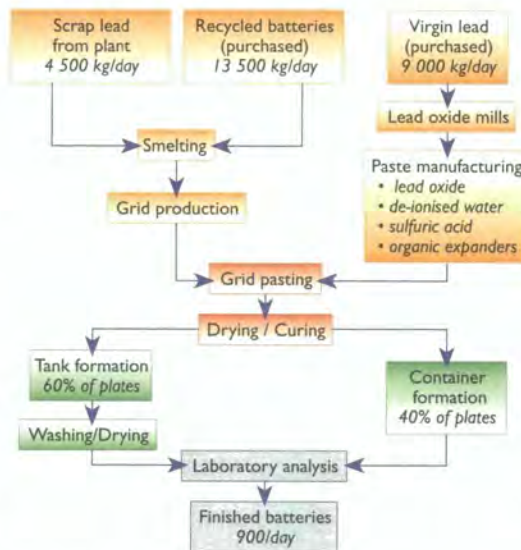 Scrap lead
from plant
4 500 kg/day
Recycled batteries
(purchased)
13 500 kg/day
Virgin lead
(purchased)
9 000 kg/day
Lead oxide mills
Smelting
Paste manufacturing
• lead oxide
• de-ionised water
• sulfuric acid
• organic expanders
Grid production
Grid pasting
Drying / Curing
Tank formation
60% of plates
Container
formation
40% of plates
Washing/Drying
Laboratory analysis
Finished batteries
900/day